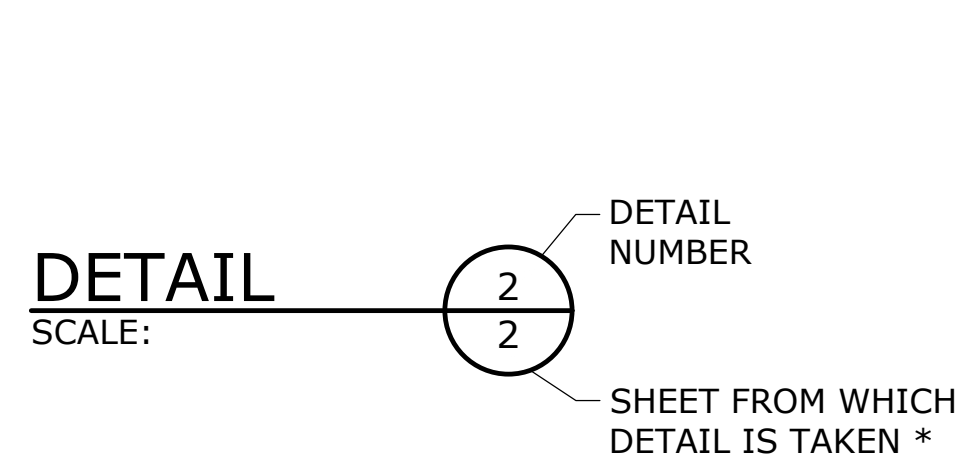 DETAIL
NUMBER
DETAIL
2
SCALE:
2
SHEET FROM WHICH
DETAIL IS TAKEN *